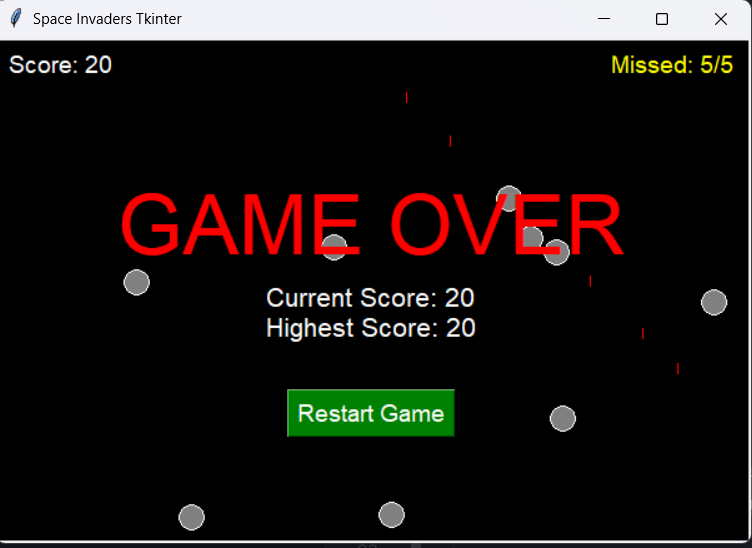 Space Invaders Tkinter
Score: 20
Missed: 5/5
GAME OVER
Current Score: 20
Highest Score: 20
Restart Game